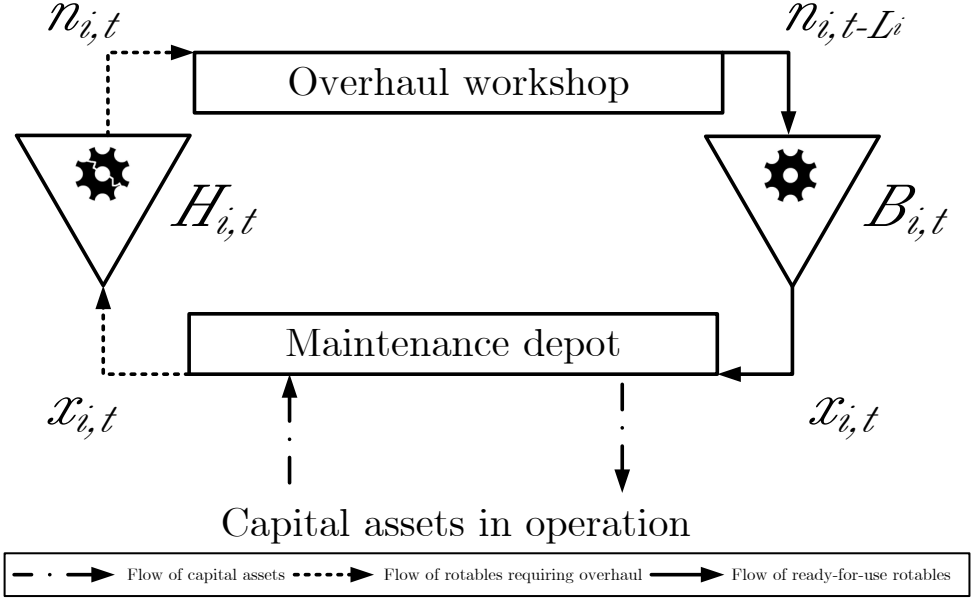 n_{i,t}
n_{i,t-L_i}
Overhaul workshop
H_{i,t}
B_{i,t}
Maintenance depot
x_{i,t}
x_{i,t}
Capital assets in operation
Flow of capital assets
Flow of rotables requiring overhaul
Flow of ready-for-use rotables